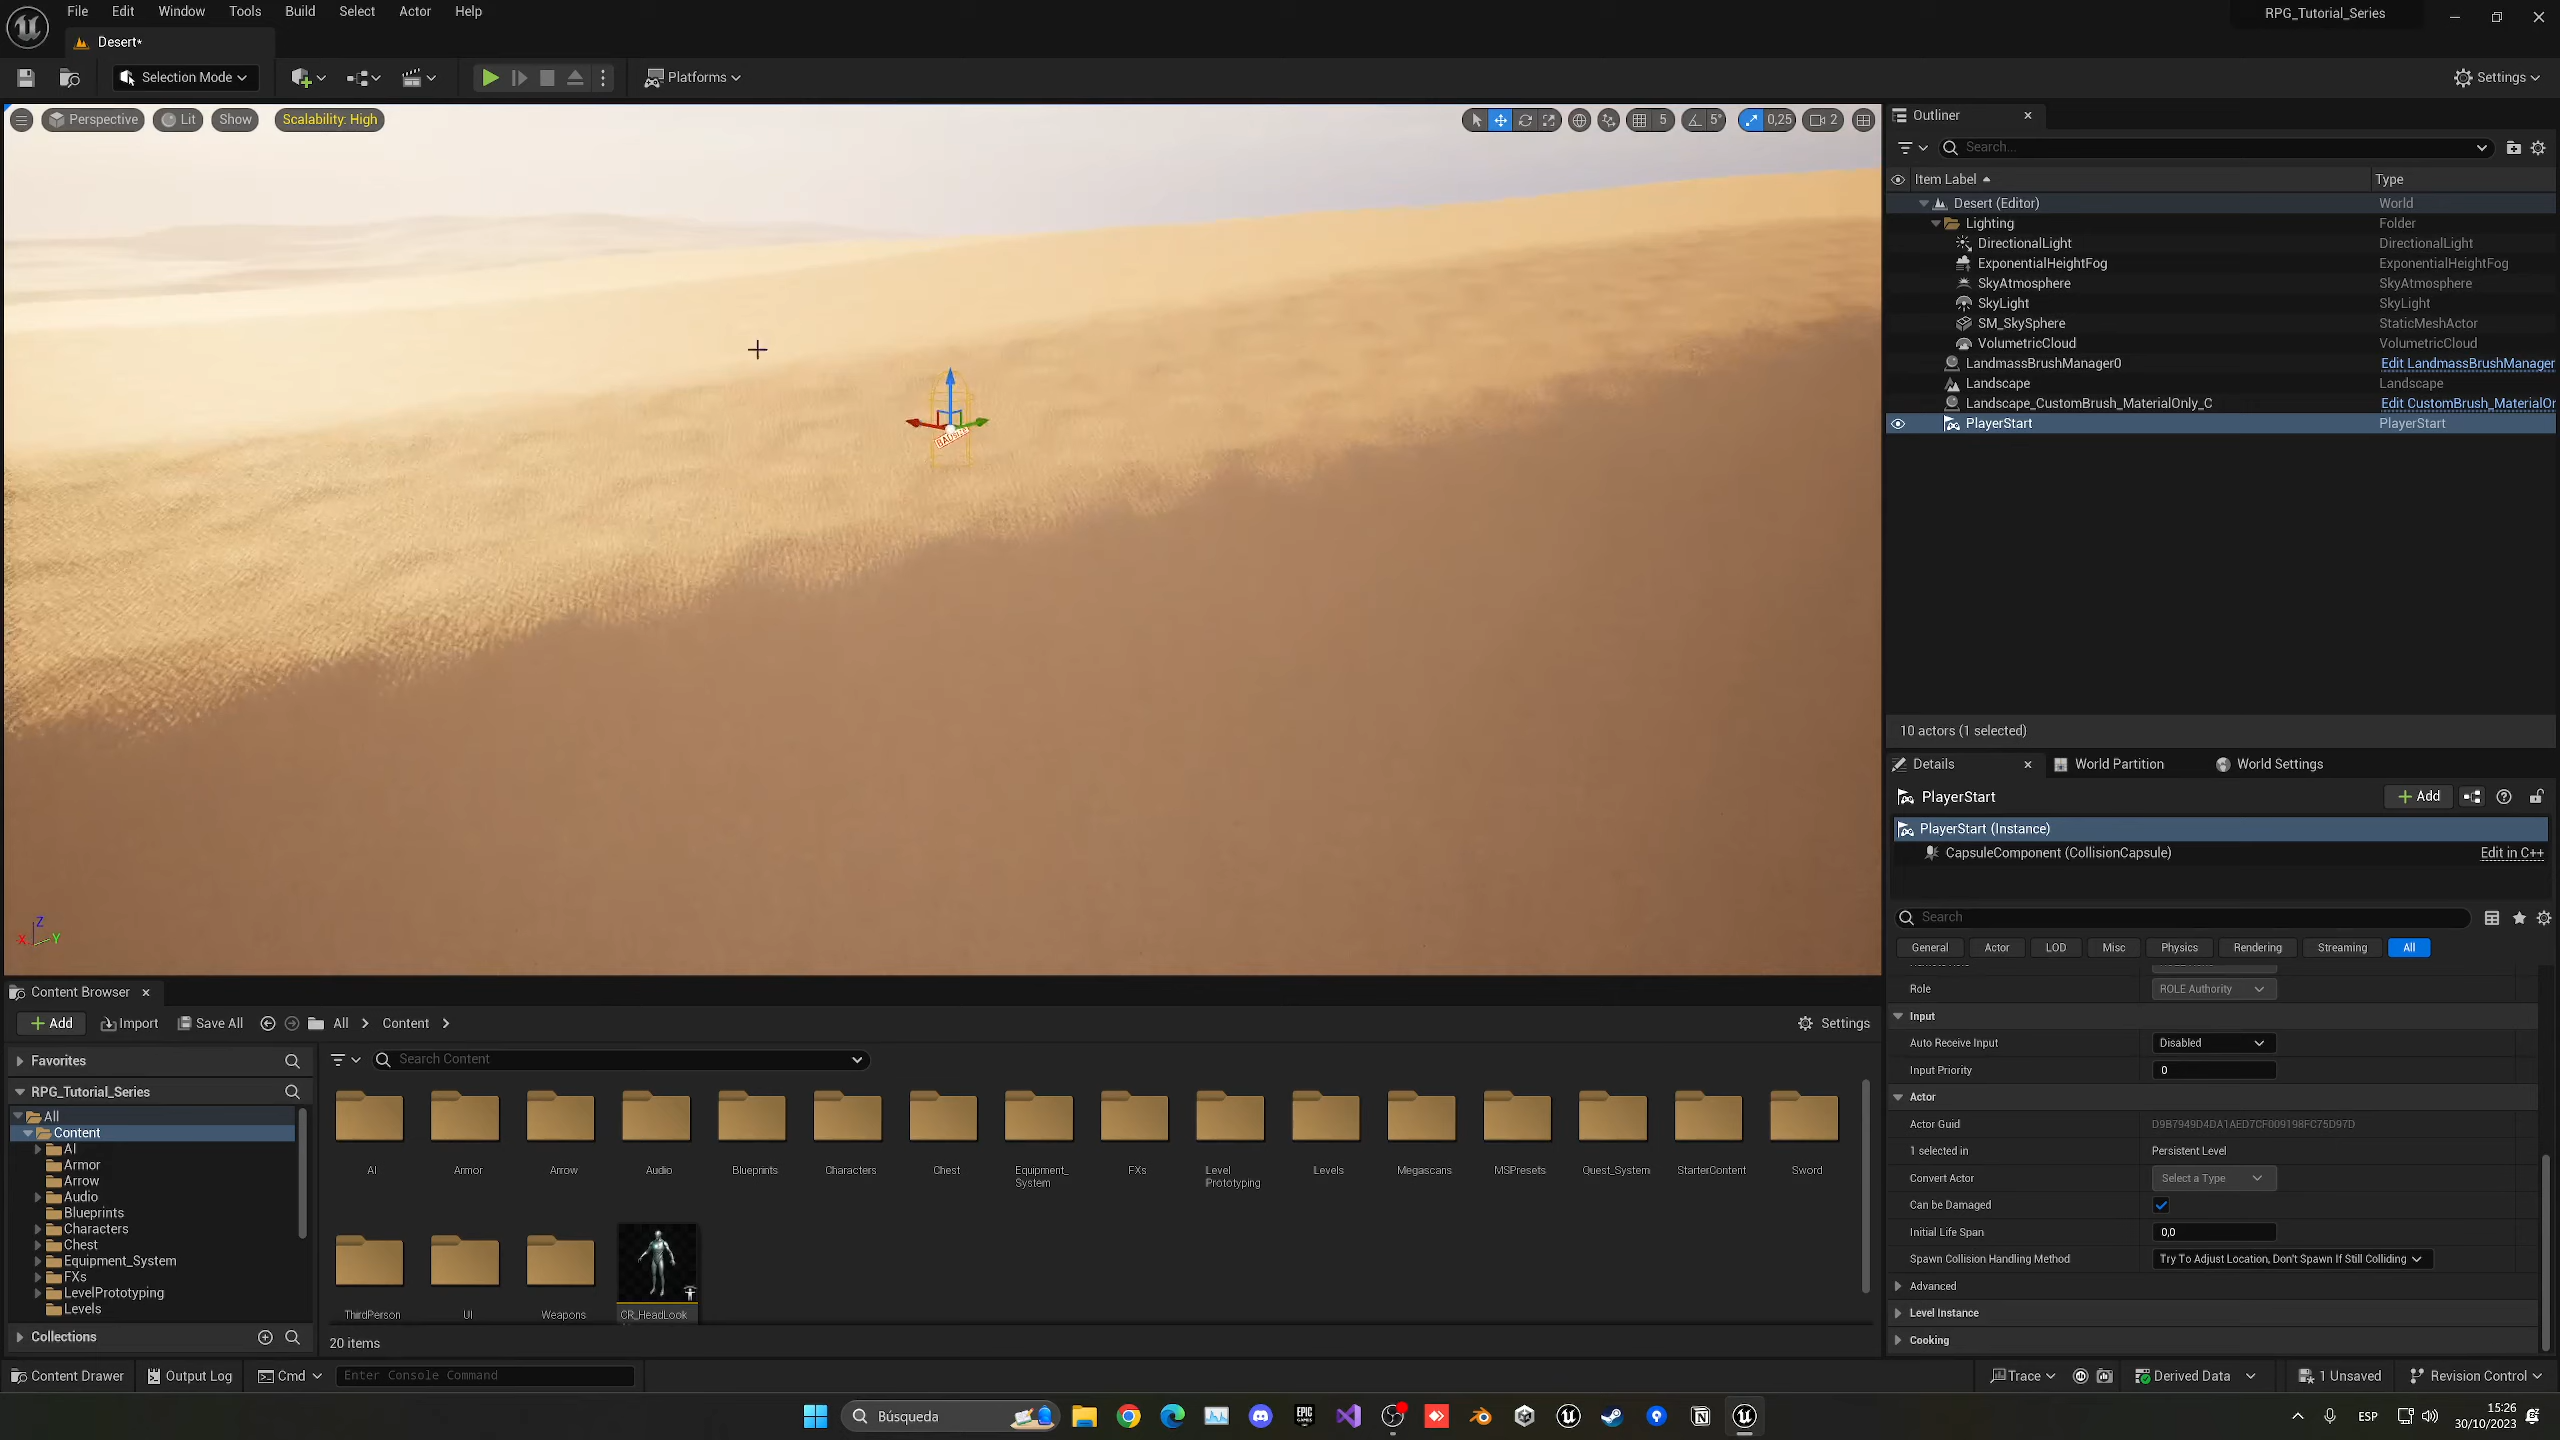 File Edit Window Tools Build Select Actor Help
RPG_Tutorial_Series
Desert*
Selection Mode
Platforms
Settings
Perspective
Lit
Show
Scalability: High
5
5°
0,25
2
Outliner
Search...
Item Label
Type
Desert (Editor)
World
Lighting
Folder
DirectionalLight
DirectionalLight
ExponentialHeightFog
ExponentialHeightFog
SkyAtmosphere
SkyAtmosphere
SkyLight
SkyLight
SM_SkySphere
StaticMeshActor
VolumetricCloud
VolumetricCloud
LandmassBrushManager0
Edit LandmassBrushManager
Landscape
Landscape
Landscape_CustomBrush_MaterialOnly_C
Edit CustomBrush_MaterialOr
PlayerStart
PlayerStart
10 actors (1 selected)
Z
X
Y
Details
World Partition
World Settings
PlayerStart
Add
PlayerStart (Instance)
CapsuleComponent (CollisionCapsule)
Edit in C++
Search
General
Actor
LOD
Misc
Physics
Rendering
Streaming
All
Role
ROLE Authority
Input
Auto Receive Input
Disabled
Input Priority
0
Actor
Actor Guid
D9B7949D4DA1AED7CF009198FC75D97D
1 selected in
Persistent Level
Convert Actor
Select a Type
Can be Damaged
Initial Life Span
0,0
Spawn Collision Handling Method
Try To Adjust Location, Don't Spawn If Still Colliding
Advanced
Level Instance
Cooking
Content Browser
Add
Import
Save All
All
Content
Settings
Favorites
Search Content
RPG_Tutorial_Series
All
Content
AI
Armor
Arrow
Audio
Blueprints
Characters
Chest
Equipment_System
FXs
LevelPrototyping
Levels
Collections
AI
Armor
Arrow
Audio
Blueprints
Characters
Chest
Equipment_
System
FXs
Level
Prototyping
Levels
Megascans
MSPresets
Quest_System
StarterContent
Sword
ThirdPerson
UI
Weapons
CR_HeadLook
20 items
Content Drawer
Output Log
Cmd
Enter Console Command
Trace
Derived Data
1 Unsaved
Revision Control
Búsqueda
EPIC
GAMES
ESP
15:26
30/10/2023